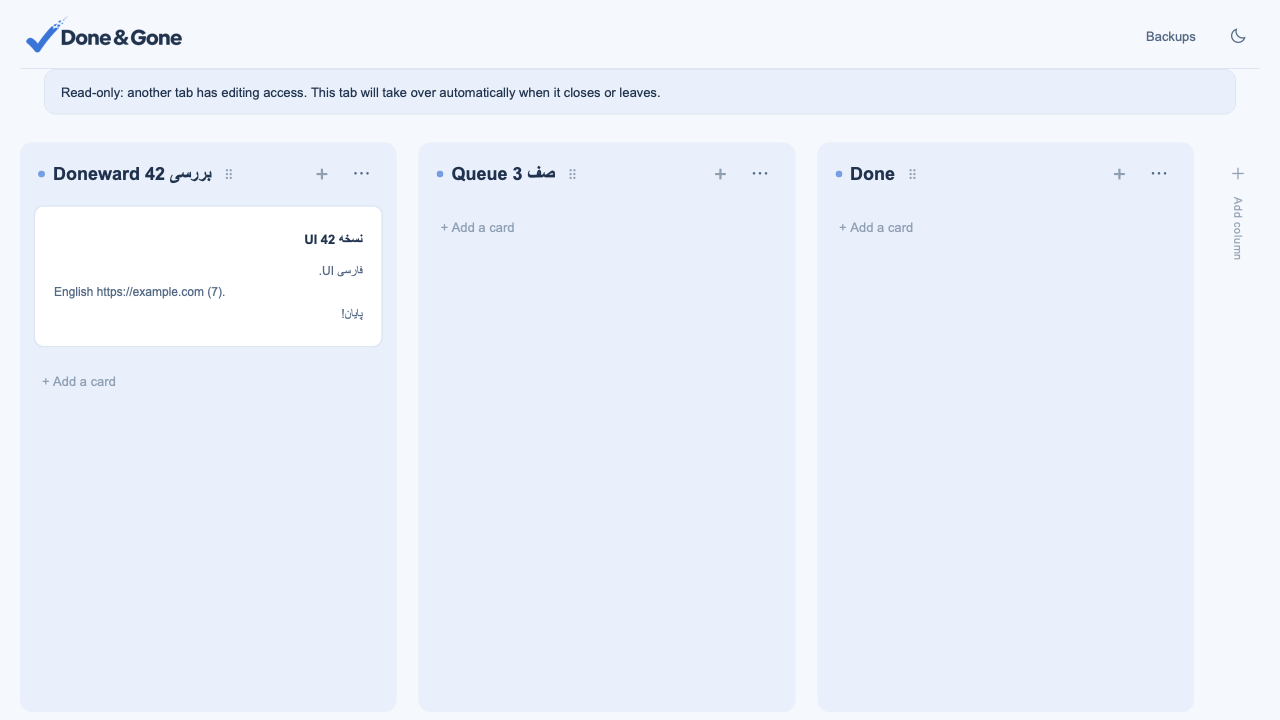 Done & Gone
Backups
Read-only: another tab has editing access. This tab will take over automatically when it closes or leaves.
Doneward 42 بررسی
+
...
نسخه 42 UI
فارسی UI.
English https://example.com (7).
پایان!
+ Add a card
Queue 3 صف
+
...
+ Add a card
Done
+
...
+ Add a card
+
Add column